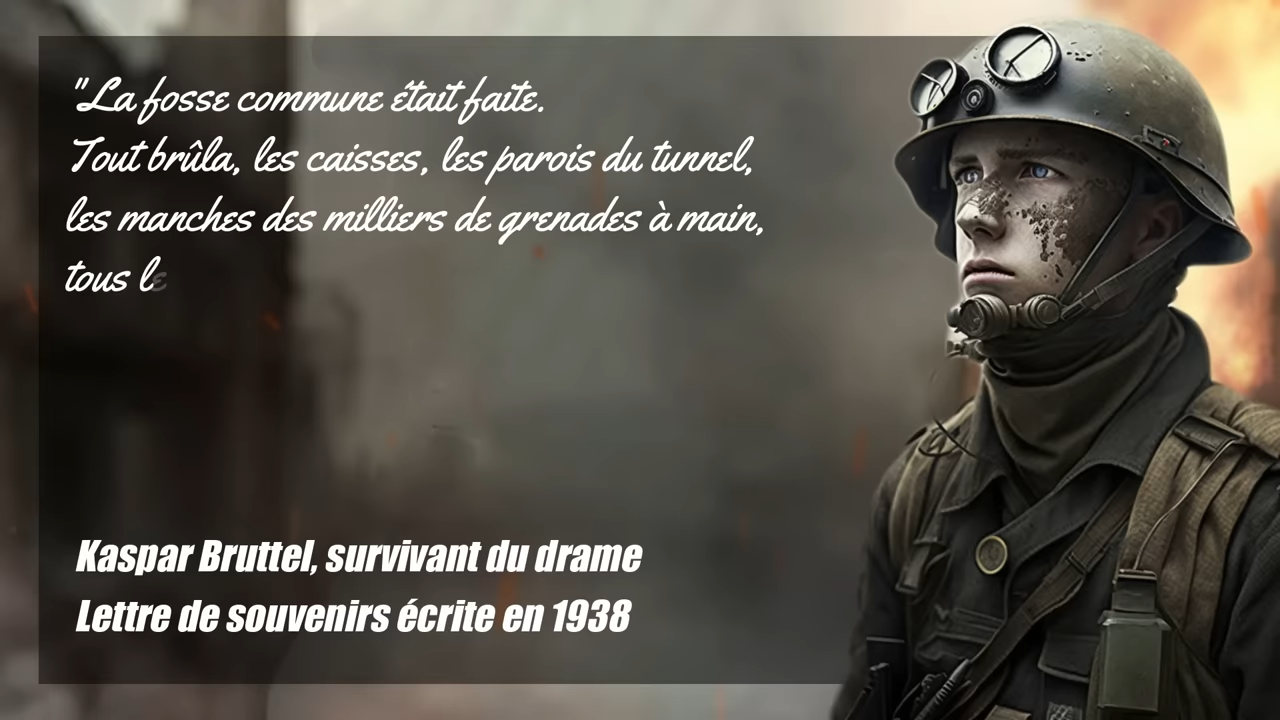 "La fosse commune était faite.
Tout brûla, les caisses, les parois du tunnel,
les manches des milliers de grenades à main,
tous le
Kaspar Bruttel, survivant du drame
Lettre de souvenirs écrite en 1938